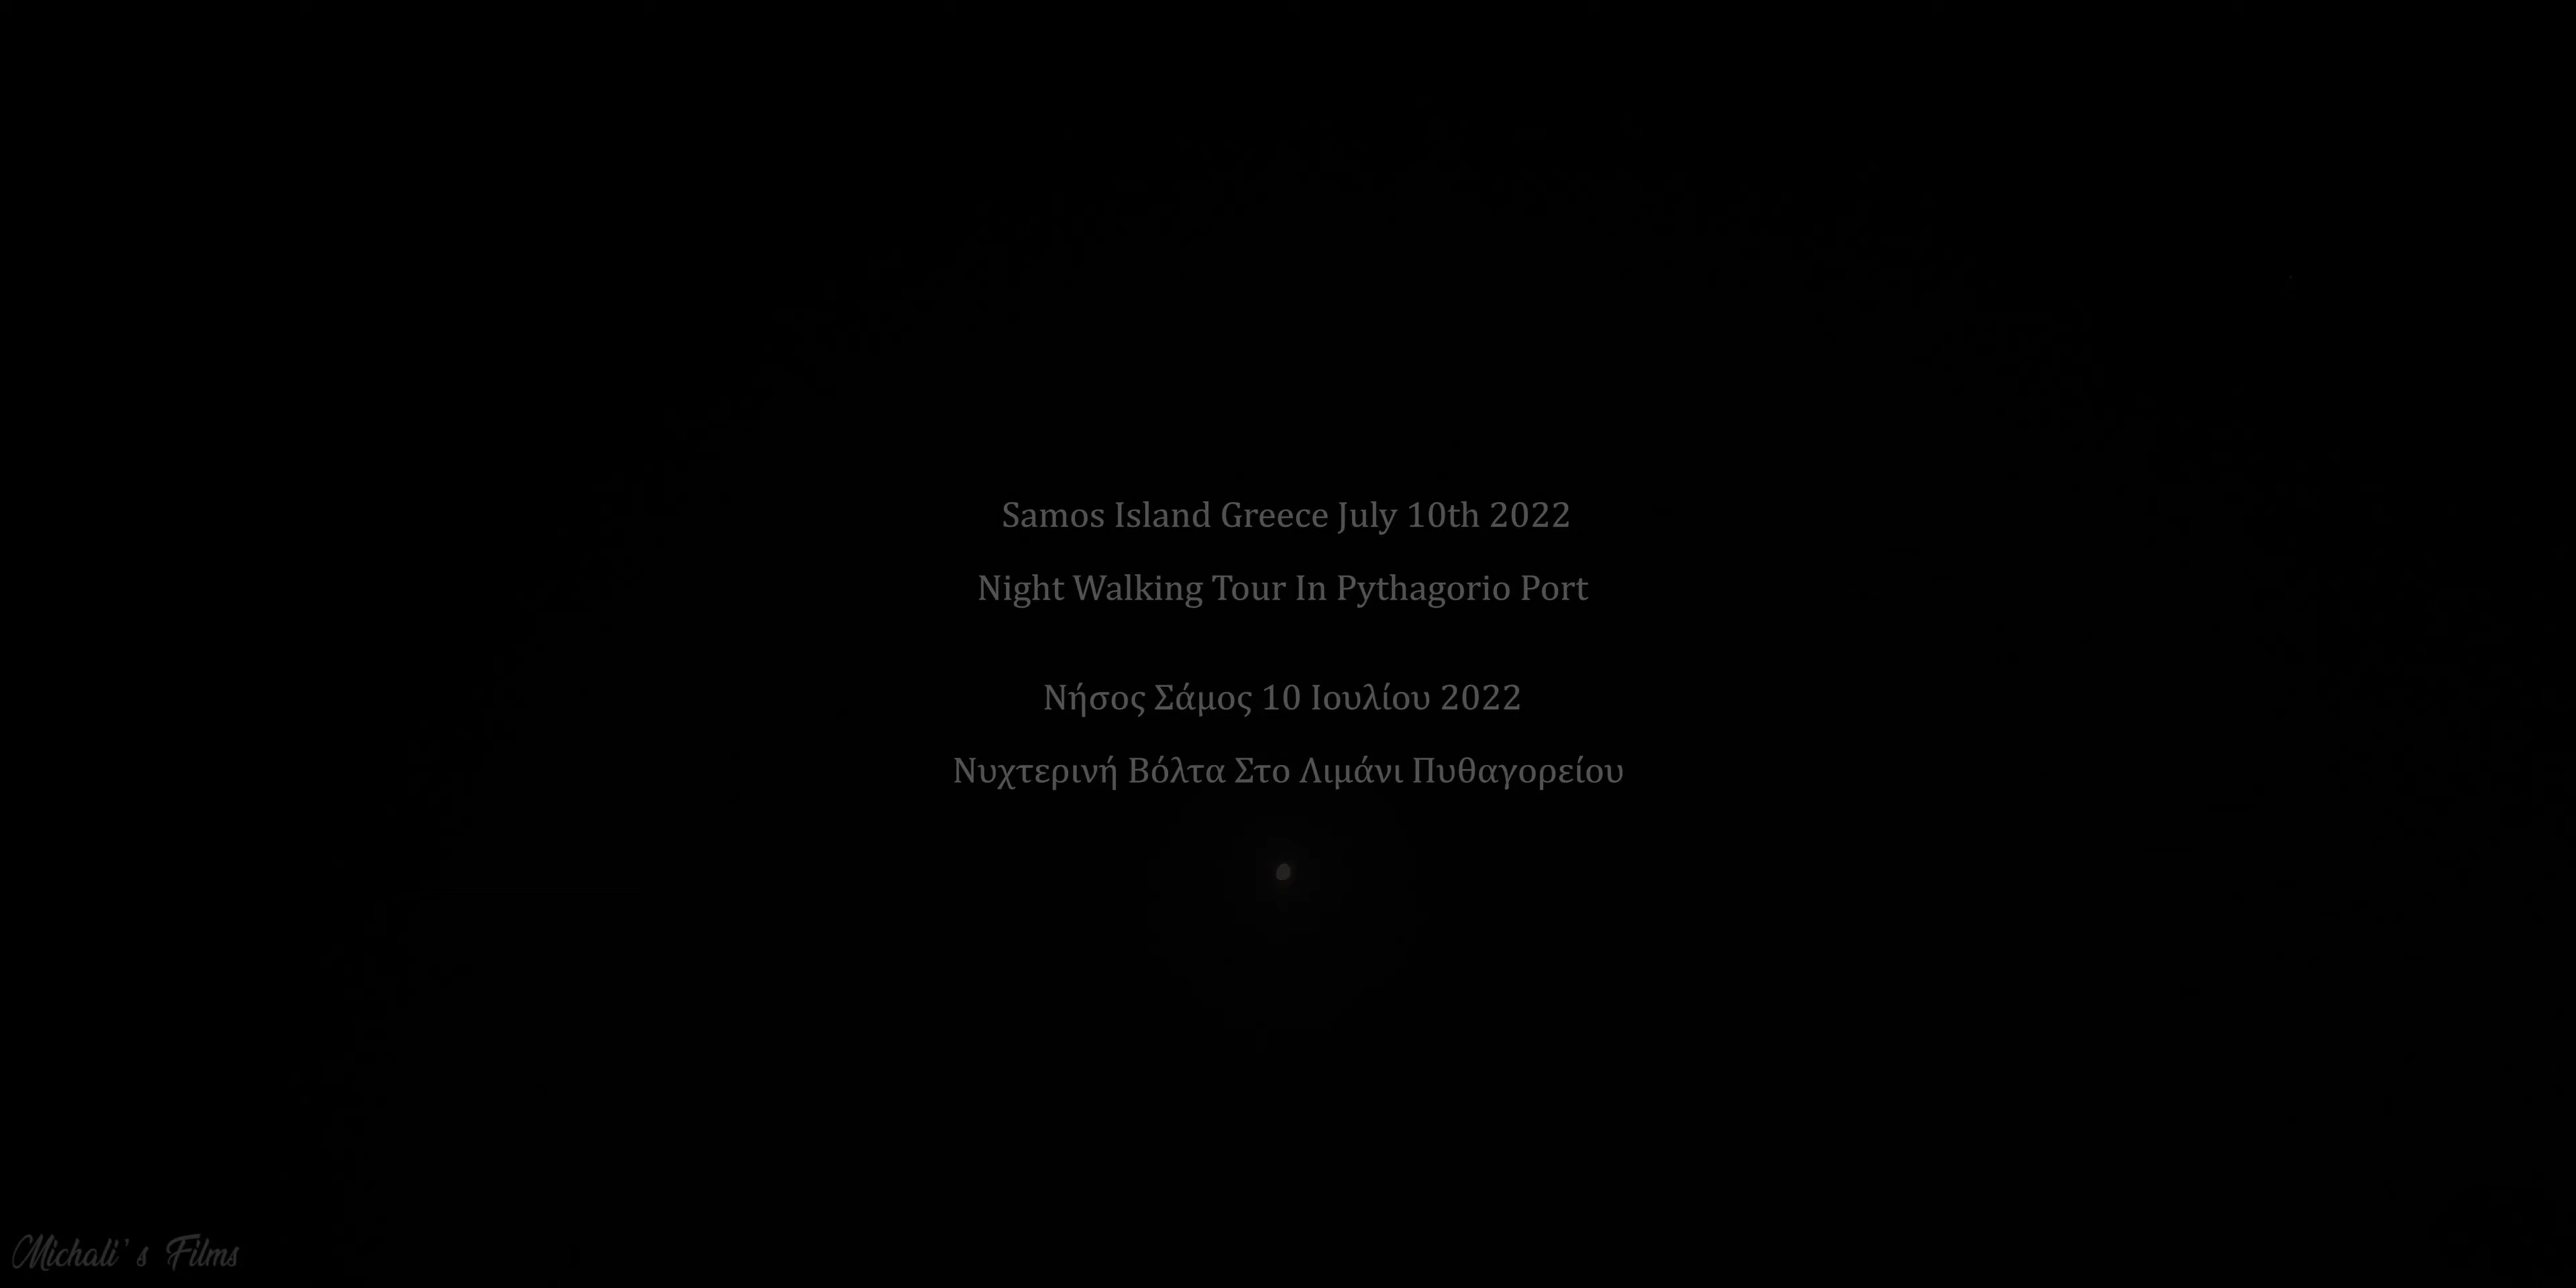 Samos Island Greece July 10th 2022
Night Walking Tour In Pythagorio Port
Νήσος Σάμος 10 Ιουλίου 2022
Νυχτερινή Βόλτα Στο Λιμάνι Πυθαγορείου
Michali's Films